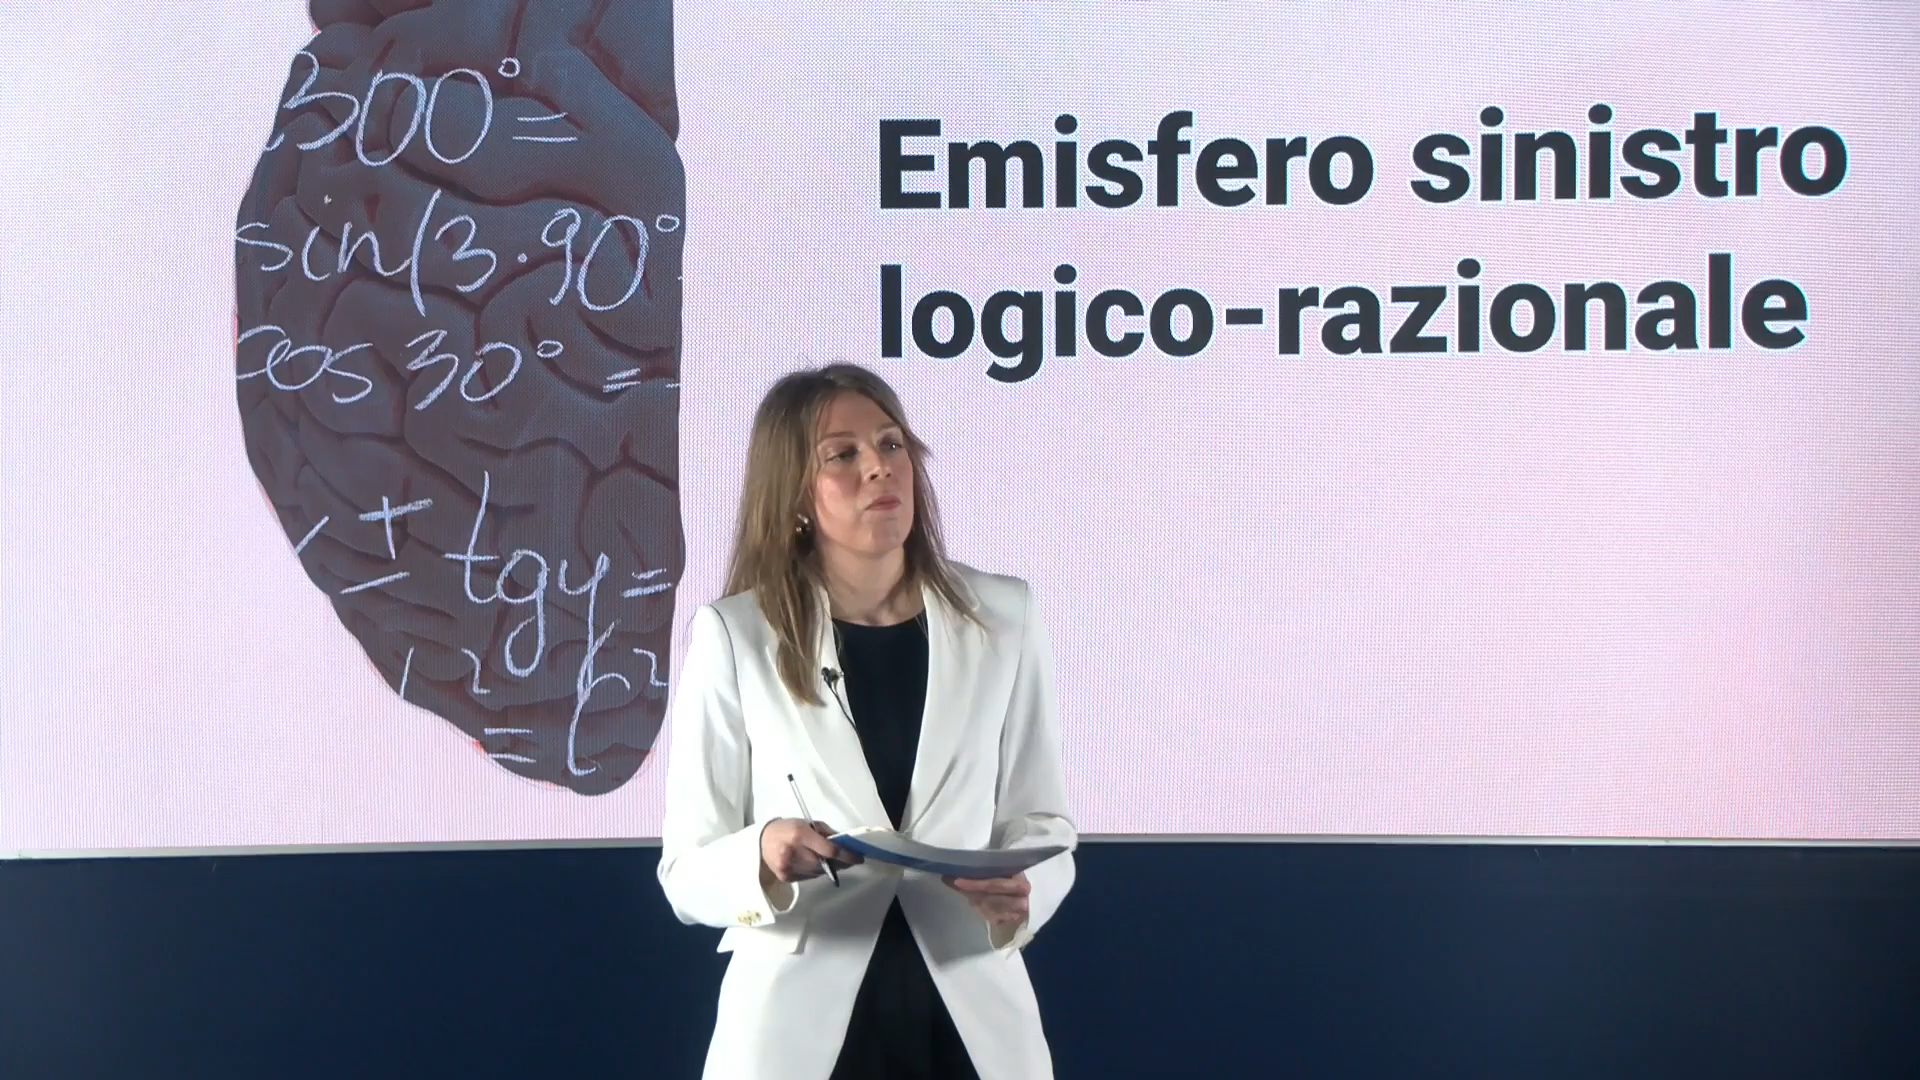 300°=
sin(3·90°
cos 30° =
+ tgy=
=
Emisfero sinistro
logico-razionale